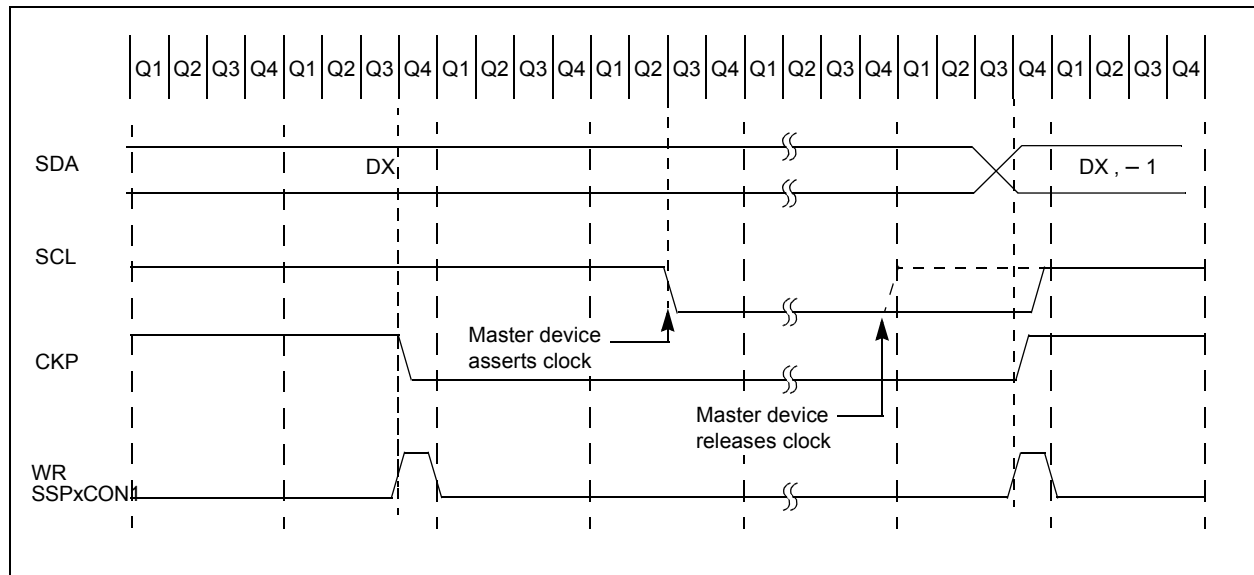 Q1 Q2 Q3 Q4 Q1 Q2 Q3 Q4 Q1 Q2 Q3 Q4 Q1 Q2 Q3 Q4 Q1 Q2 Q3 Q4 Q1 Q2 Q3 Q4 Q1 Q2 Q3 Q4
SDA
DX
DX , – 1
SCL
Master device
asserts clock
CKP
Master device
releases clock
WR
SSPxCON1